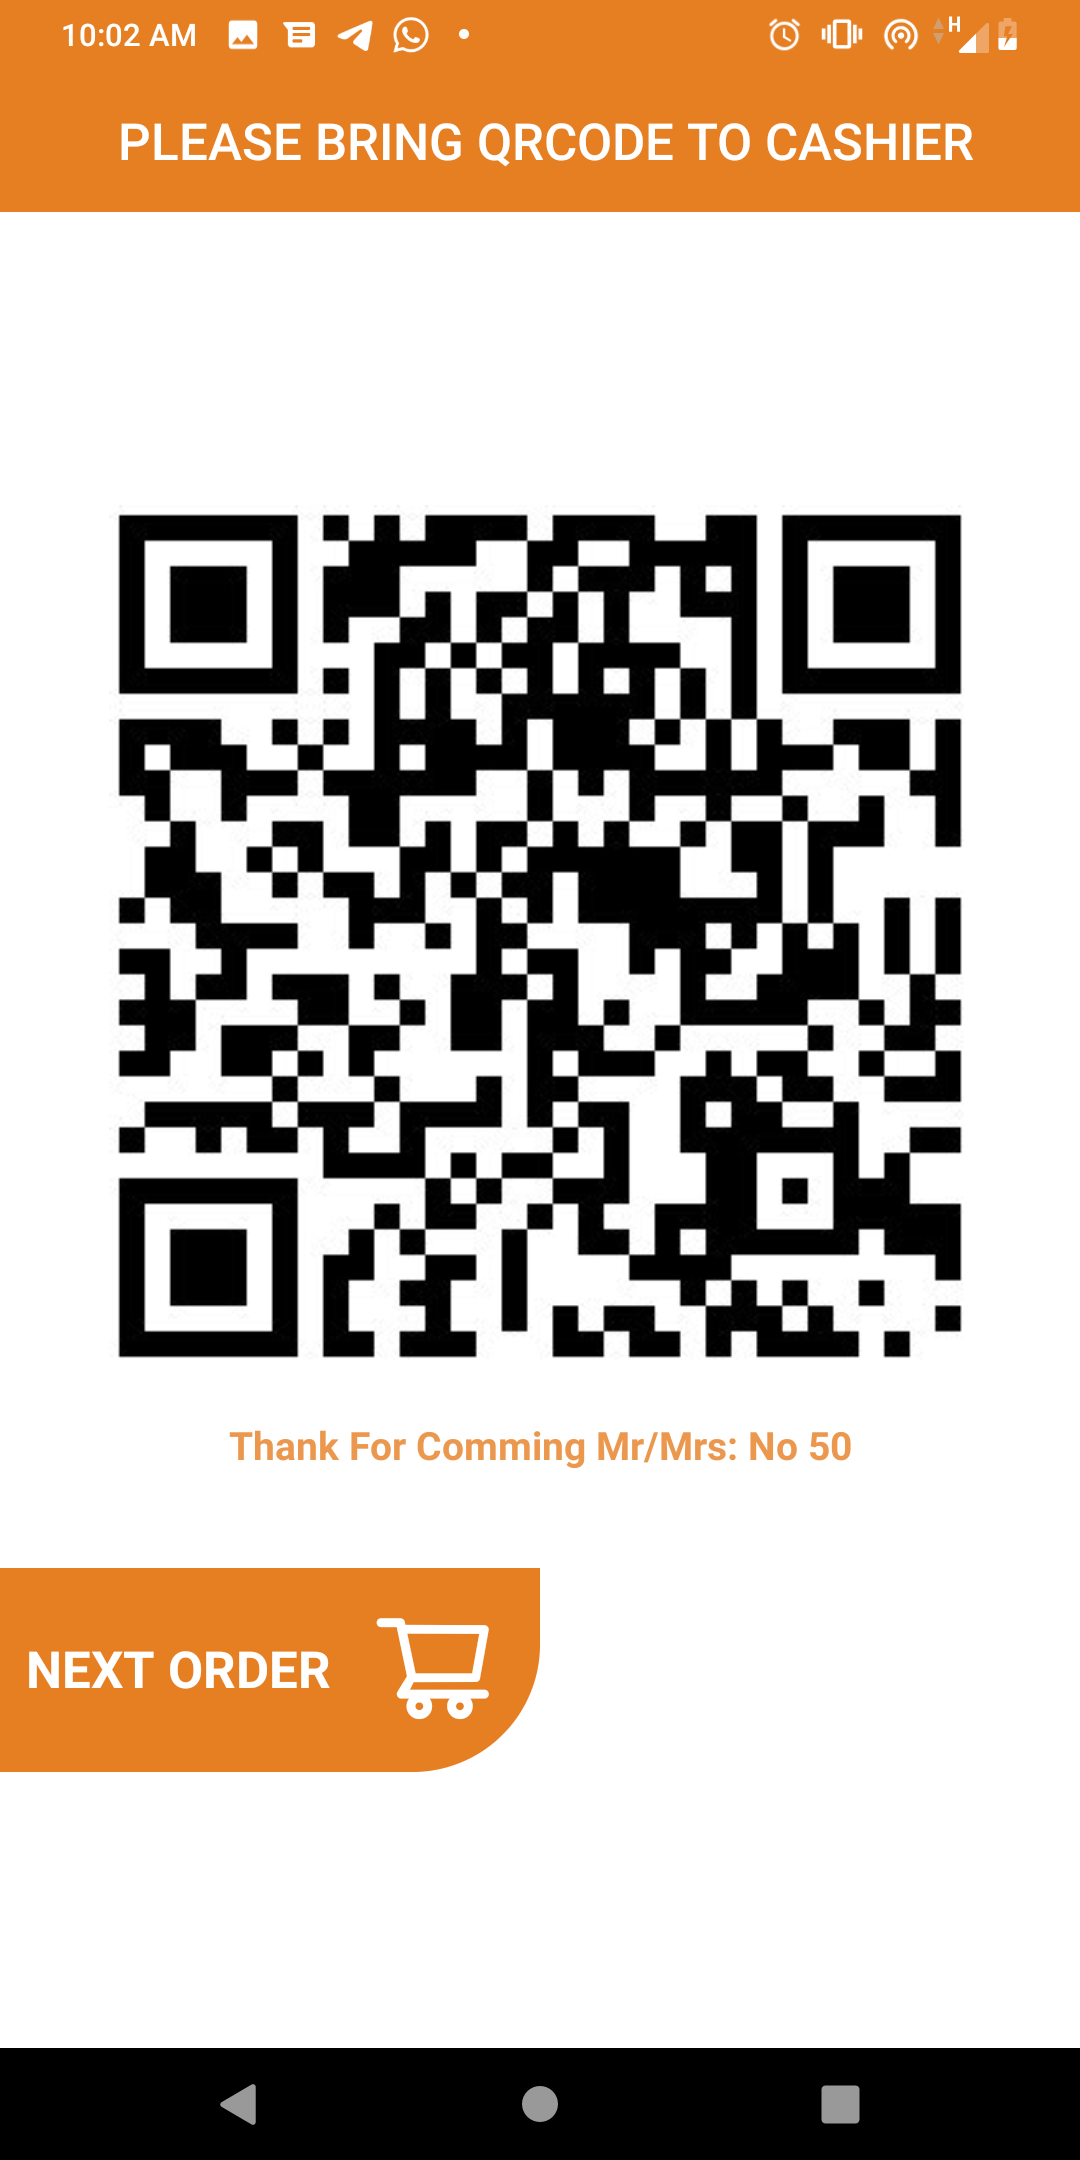 10:02 AM
H
PLEASE BRING QRCODE TO CASHIER
Thank For Comming Mr/Mrs: No 50
NEXT ORDER